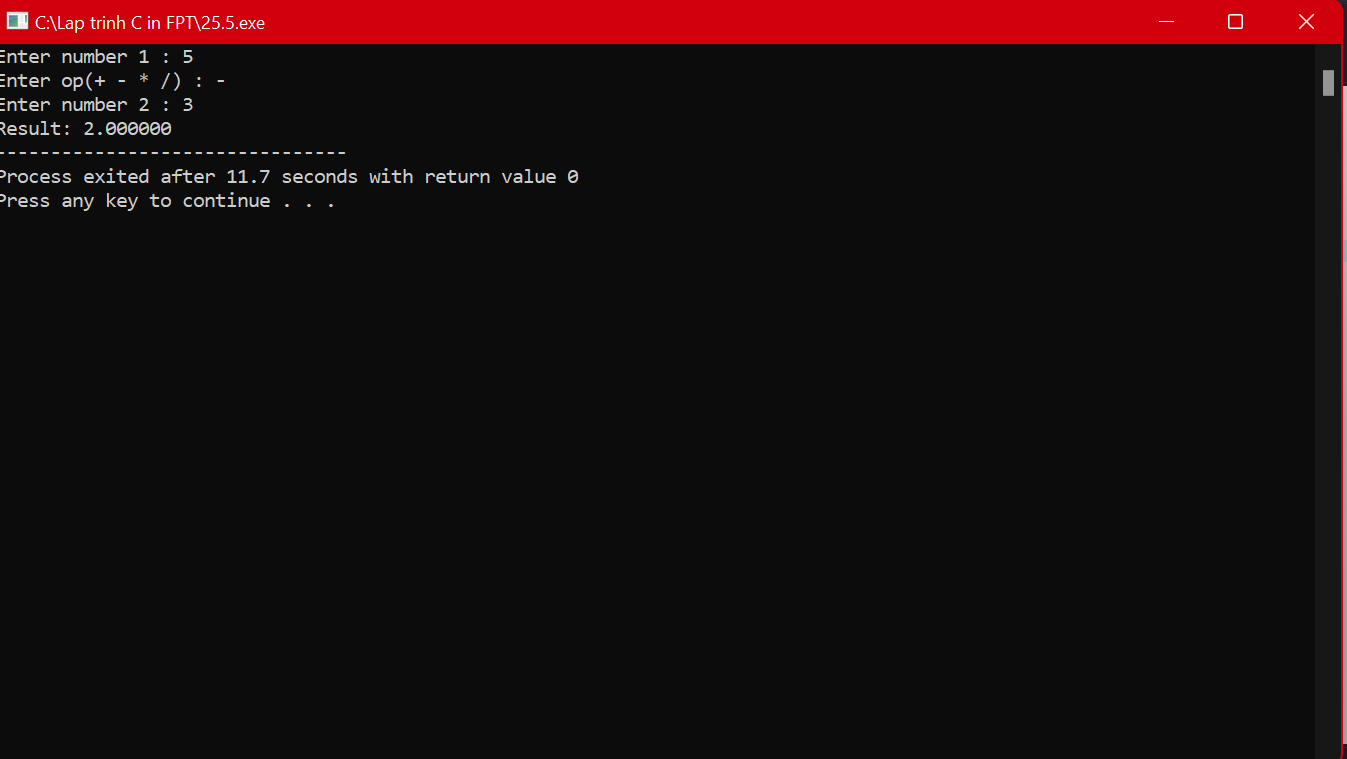 C:\Lap trinh C in FPT\25.5.exe
Enter number 1 : 5
Enter op(+ - * /) : -
Enter number 2 : 3
Result: 2.000000
--------------------------------
Process exited after 11.7 seconds with return value 0
Press any key to continue . . .